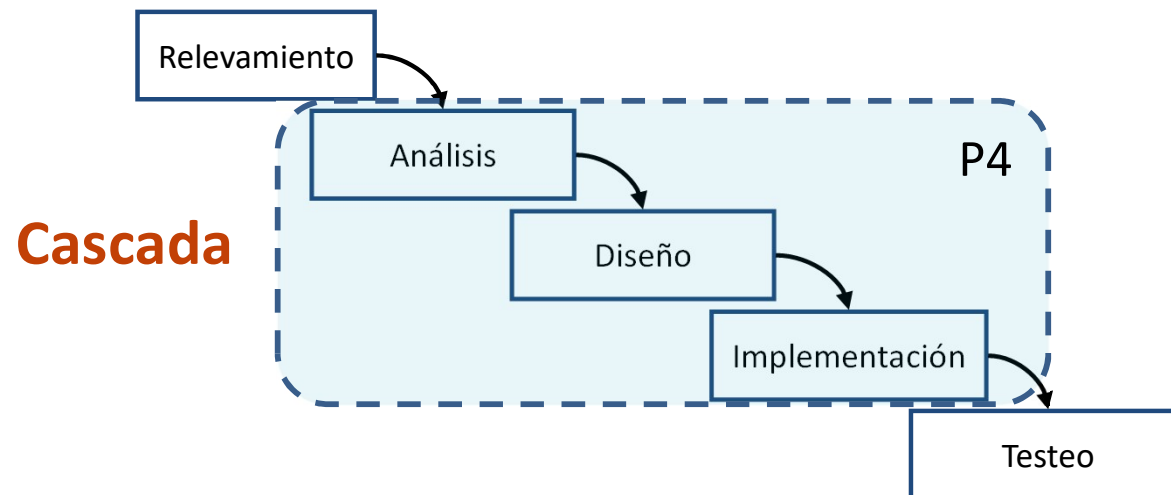 Relevamiento
Análisis
P4
Cascada
Diseño
Implementación
Testeo